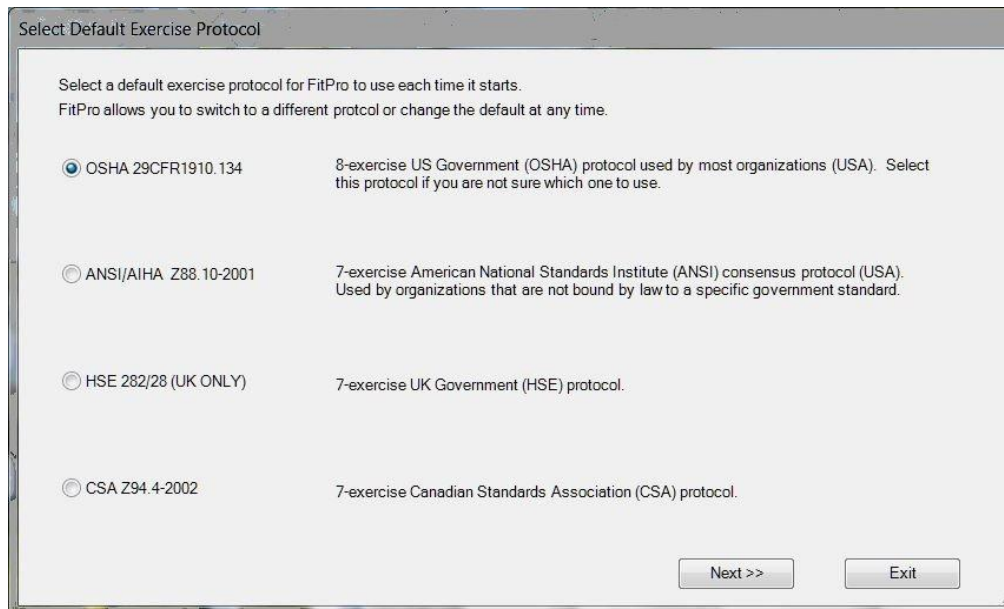 Select Default Exercise Protocol
Select a default exercise protocol for FitPro to use each time it starts.
FitPro allows you to switch to a different protcol or change the default at any time.
OSHA 29CFR1910.134
8-exercise US Government (OSHA) protocol used by most organizations (USA). Select
this protocol if you are not sure which one to use.
ANSI/AIHA Z88.10-2001
7-exercise American National Standards Institute (ANSI) consensus protocol (USA).
Used by organizations that are not bound by law to a specific government standard.
HSE 282/28 (UK ONLY)
7-exercise UK Government (HSE) protocol.
CSA Z94.4-2002
7-exercise Canadian Standards Association (CSA) protocol.
Next >>
Exit